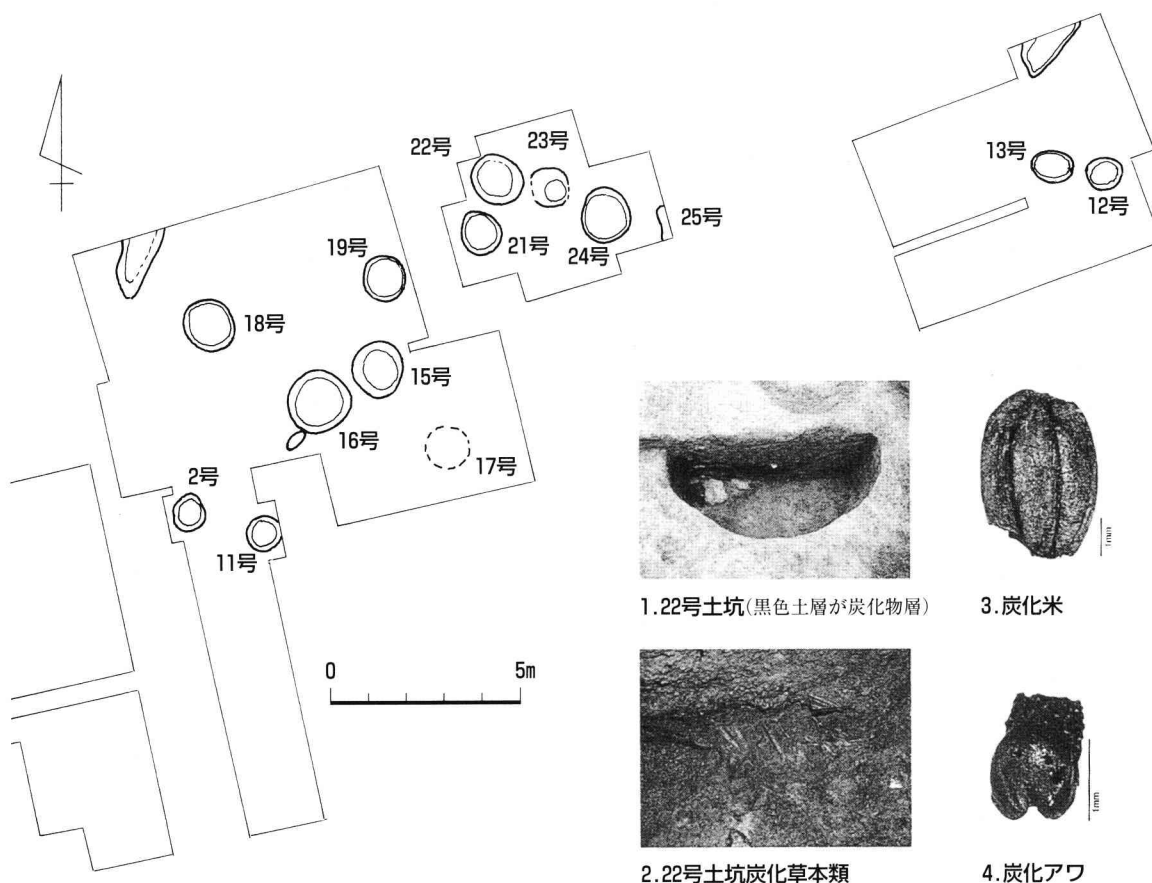 22号
23号
13号
12号
25号
21号
24号
19号
18号
15号
16号
17号
2号
11号
0 5m
1.22号土坑(黒色土層が炭化物層)
1mm
3.炭化米
2.22号土坑炭化草本類
1mm
4.炭化アワ